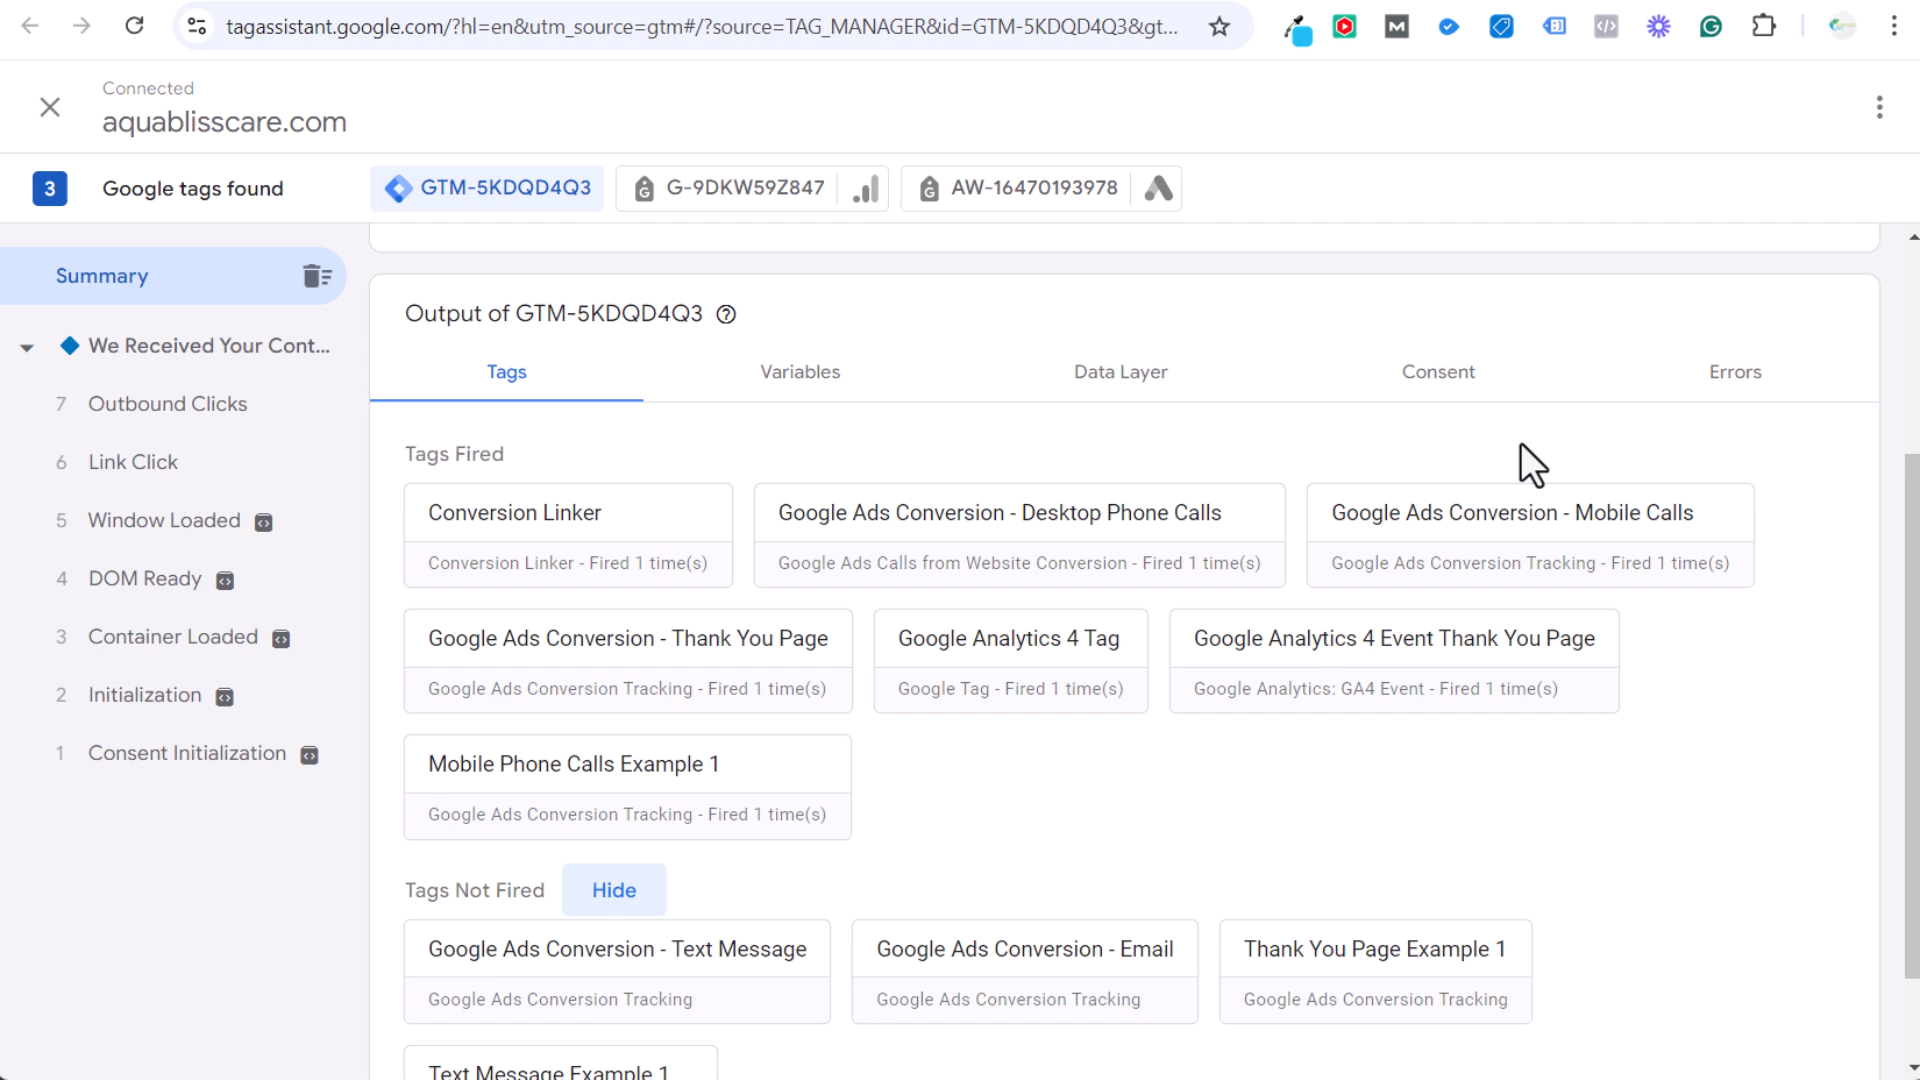 tagassistant.google.com/?hl=en&utm_source=gtm#/?source=TAG_MANAGER&id=GTM-5KDQD4Q3&gt...
Connected
aquablisscare.com
3 Google tags found GTM-5KDQD4Q3 G-9DKW59Z847 AW-16470193978
Summary
We Received Your Cont...
7 Outbound Clicks
6 Link Click
5 Window Loaded
4 DOM Ready
3 Container Loaded
2 Initialization
1 Consent Initialization
Output of GTM-5KDQD4Q3
Tags Variables Data Layer Consent Errors
Tags Fired
Conversion Linker
Conversion Linker - Fired 1 time(s)
Google Ads Conversion - Desktop Phone Calls
Google Ads Calls from Website Conversion - Fired 1 time(s)
Google Ads Conversion - Mobile Calls
Google Ads Conversion Tracking - Fired 1 time(s)
Google Ads Conversion - Thank You Page
Google Ads Conversion Tracking - Fired 1 time(s)
Google Analytics 4 Tag
Google Tag - Fired 1 time(s)
Google Analytics 4 Event Thank You Page
Google Analytics: GA4 Event - Fired 1 time(s)
Mobile Phone Calls Example 1
Google Ads Conversion Tracking - Fired 1 time(s)
Tags Not Fired Hide
Google Ads Conversion - Text Message
Google Ads Conversion Tracking
Google Ads Conversion - Email
Google Ads Conversion Tracking
Thank You Page Example 1
Google Ads Conversion Tracking
Text Message Example 1